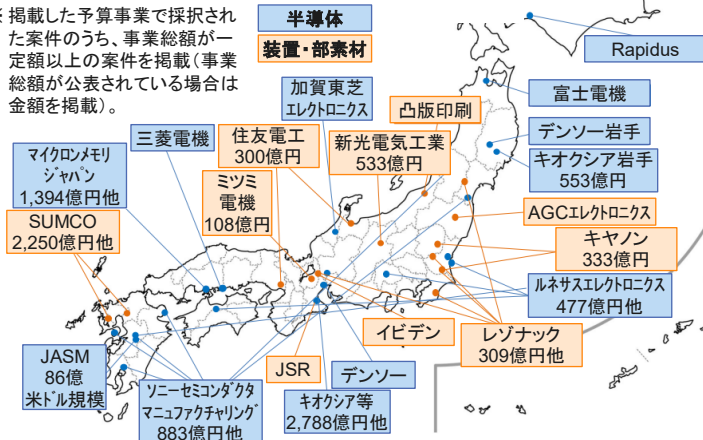 ※ 掲載した予算事業で採択され
た案件のうち、事業総額が一
定額以上の案件を掲載(事業
総額が公表されている場合は
金額を掲載)。
半導体
装置・部素材
Rapidus
加賀東芝
エレクトロニクス
凸版印刷
富士電機
三菱電機
住友電工
300億円
新光電気工業
533億円
デンソー岩手
キオクシア岩手
553億円
マイクロンメモリ
ジャパン
1,394億円他
ミツミ
電機
108億円
SUMCO
2,250億円他
AGCエレクトロニクス
キヤノン
333億円
ルネサスエレクトロニクス
477億円他
イビデン
レゾナック
309億円他
JASM
86億
米ドル規模
ソニーセミコンダクタ
マニュファクチャリング
883億円他
JSR
デンソー
キオクシア等
2,788億円他